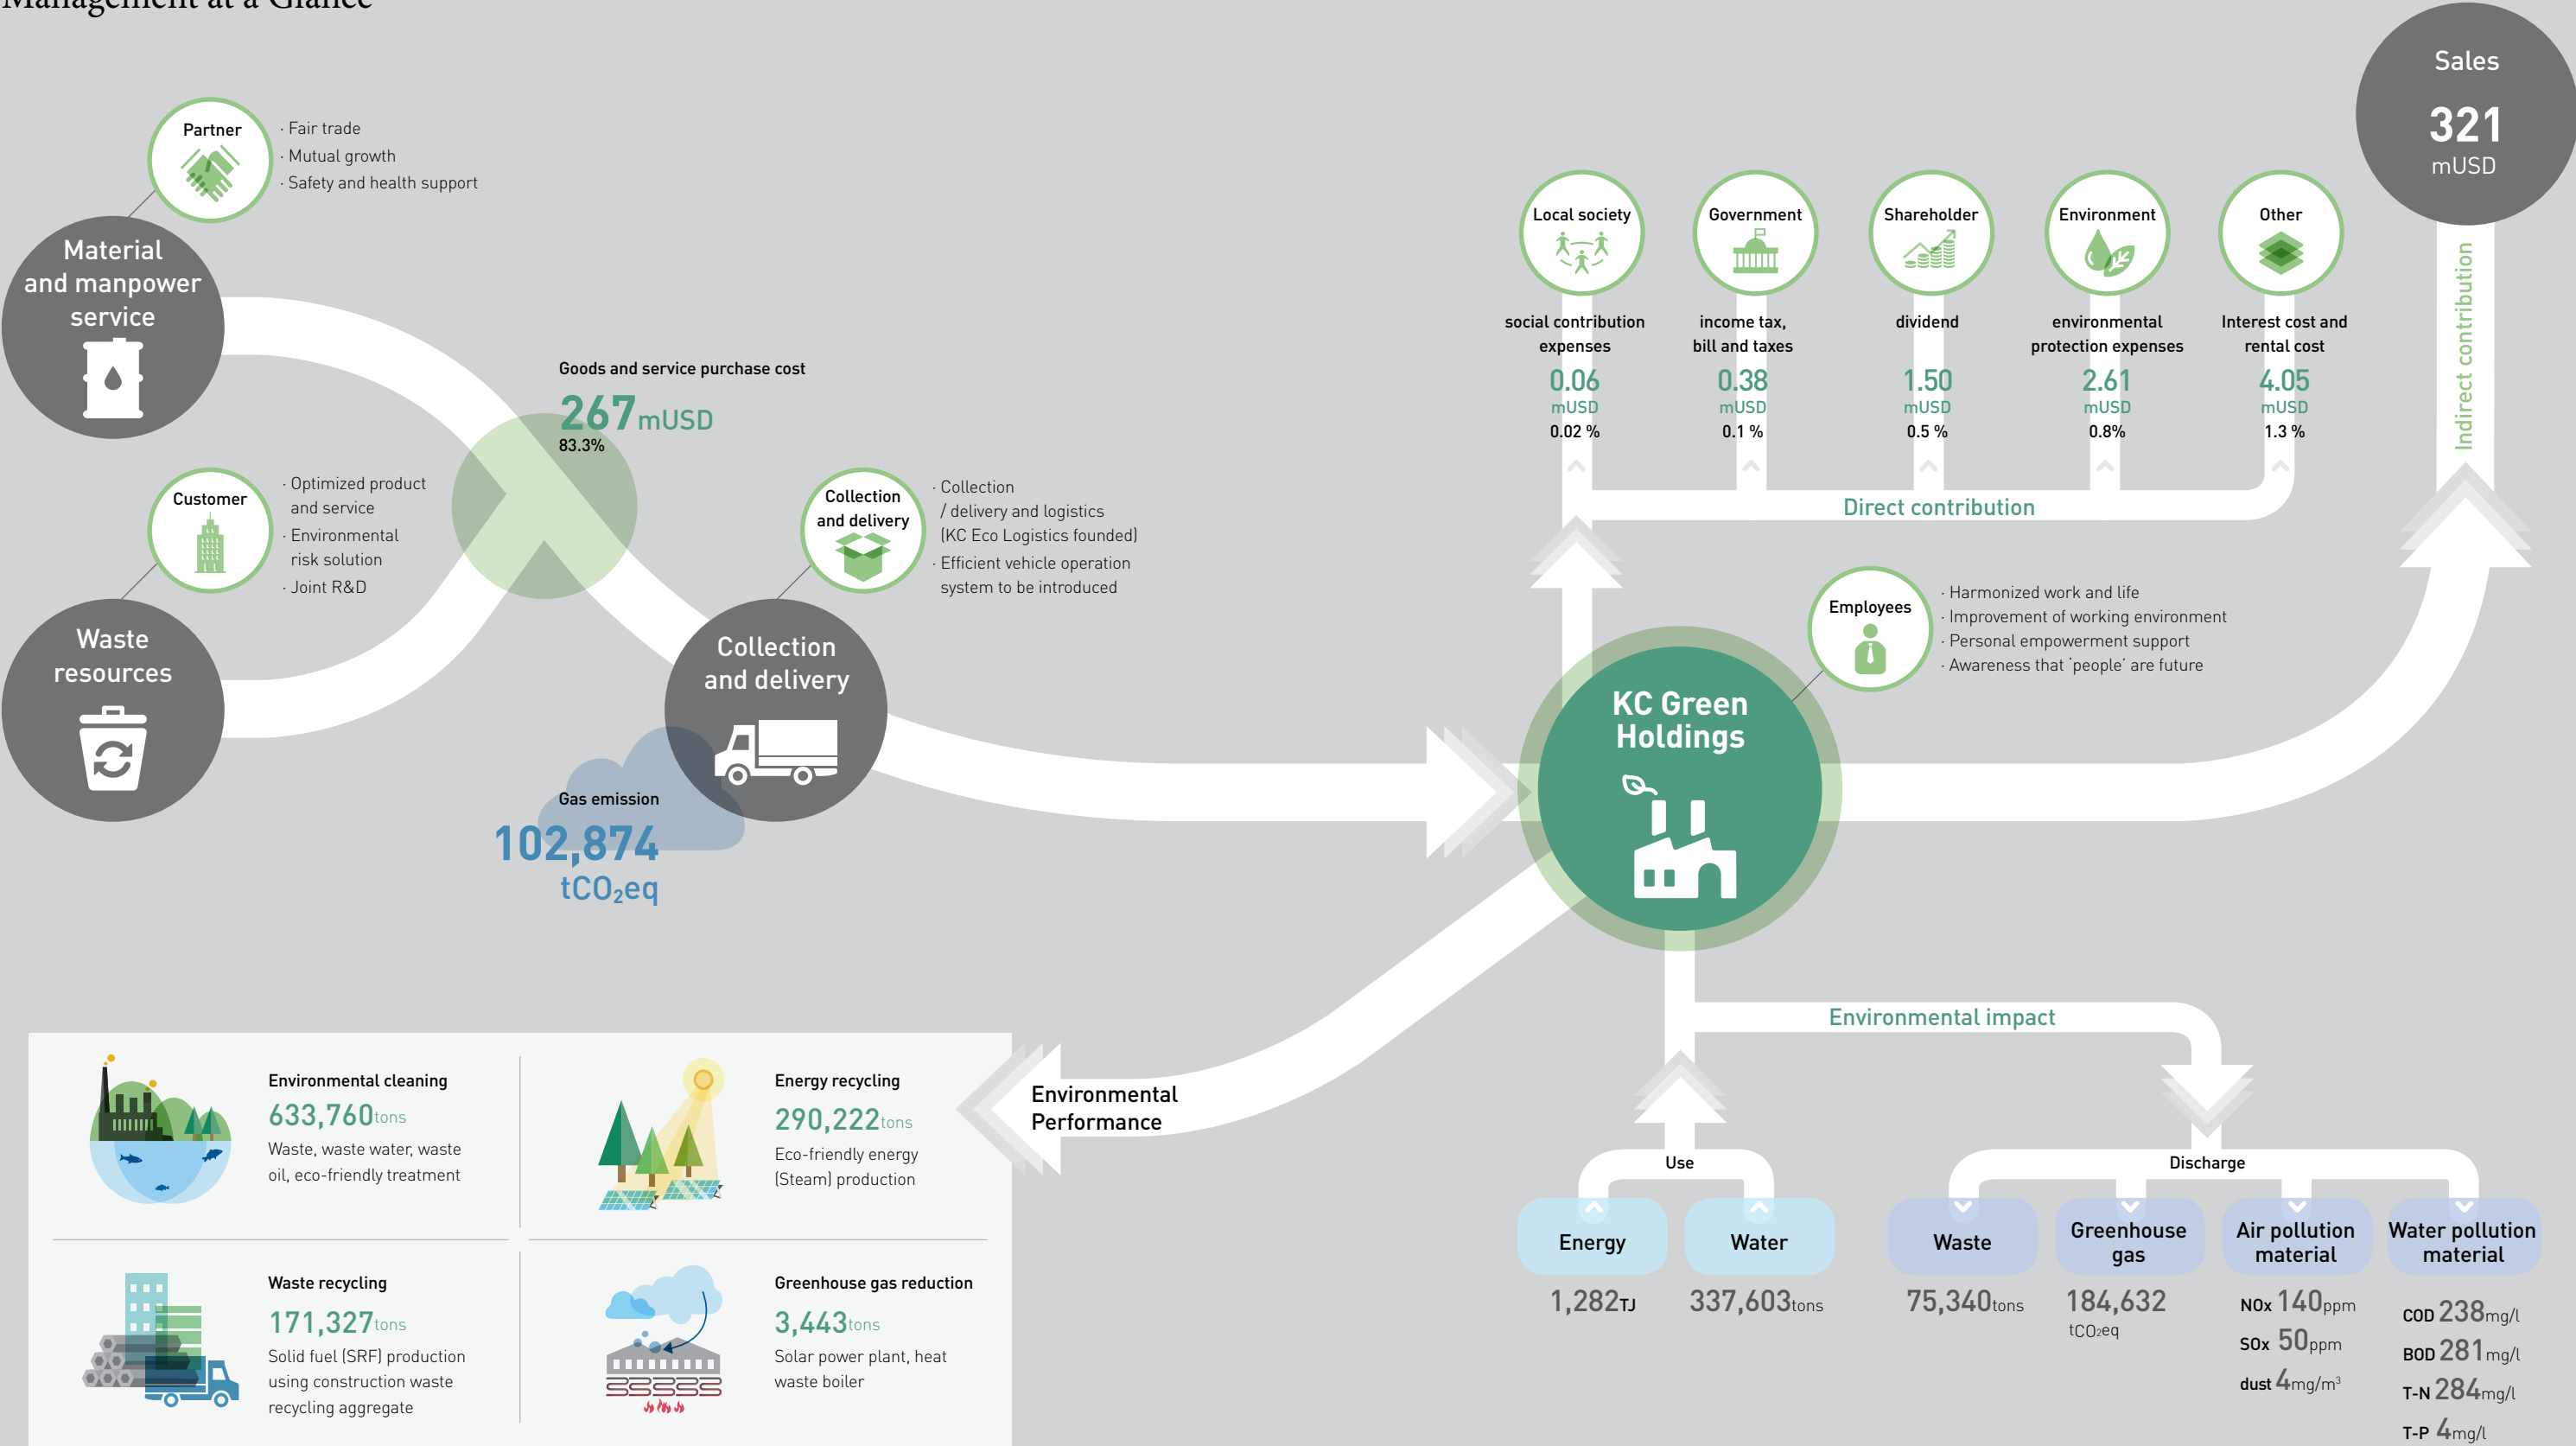 Management at a Glance
Partner
· Fair trade
· Mutual growth
· Safety and health support
Material
and manpower
service
Goods and service purchase cost
267 mUSD
83.3%
Customer
· Optimized product
and service
· Environmental
risk solution
· Joint R&D
Waste
resources
Collection
and delivery
· Collection
/ delivery and logistics
(KC Eco Logistics founded)
· Efficient vehicle operation
system to be introduced
Collection
and delivery
Gas emission
102,874
tCO₂eq
Sales
321
mUSD
Indirect contribution
Local society
social contribution
expenses
0.06
mUSD
0.02 %
Government
income tax,
bill and taxes
0.38
mUSD
0.1 %
Shareholder
dividend
1.50
mUSD
0.5 %
Environment
environmental
protection expenses
2.61
mUSD
0.8%
Other
Interest cost and
rental cost
4.05
mUSD
1.3 %
Direct contribution
Employees
· Harmonized work and life
· Improvement of working environment
· Personal empowerment support
· Awareness that ‘people’ are future
KC Green
Holdings
Environmental
Performance
Environmental cleaning
633,760tons
Waste, waste water, waste
oil, eco-friendly treatment
Energy recycling
290,222tons
Eco-friendly energy
(Steam) production
Waste recycling
171,327tons
Solid fuel (SRF) production
using construction waste
recycling aggregate
Greenhouse gas reduction
3,443tons
Solar power plant, heat
waste boiler
Environmental impact
Use
Energy
1,282TJ
Water
337,603tons
Discharge
Waste
75,340tons
Greenhouse
gas
184,632
tCO₂eq
Air pollution
material
NOx 140ppm
SOx 50ppm
dust 4mg/m³
Water pollution
material
COD 238mg/l
BOD 281mg/l
T-N 284mg/l
T-P 4mg/l